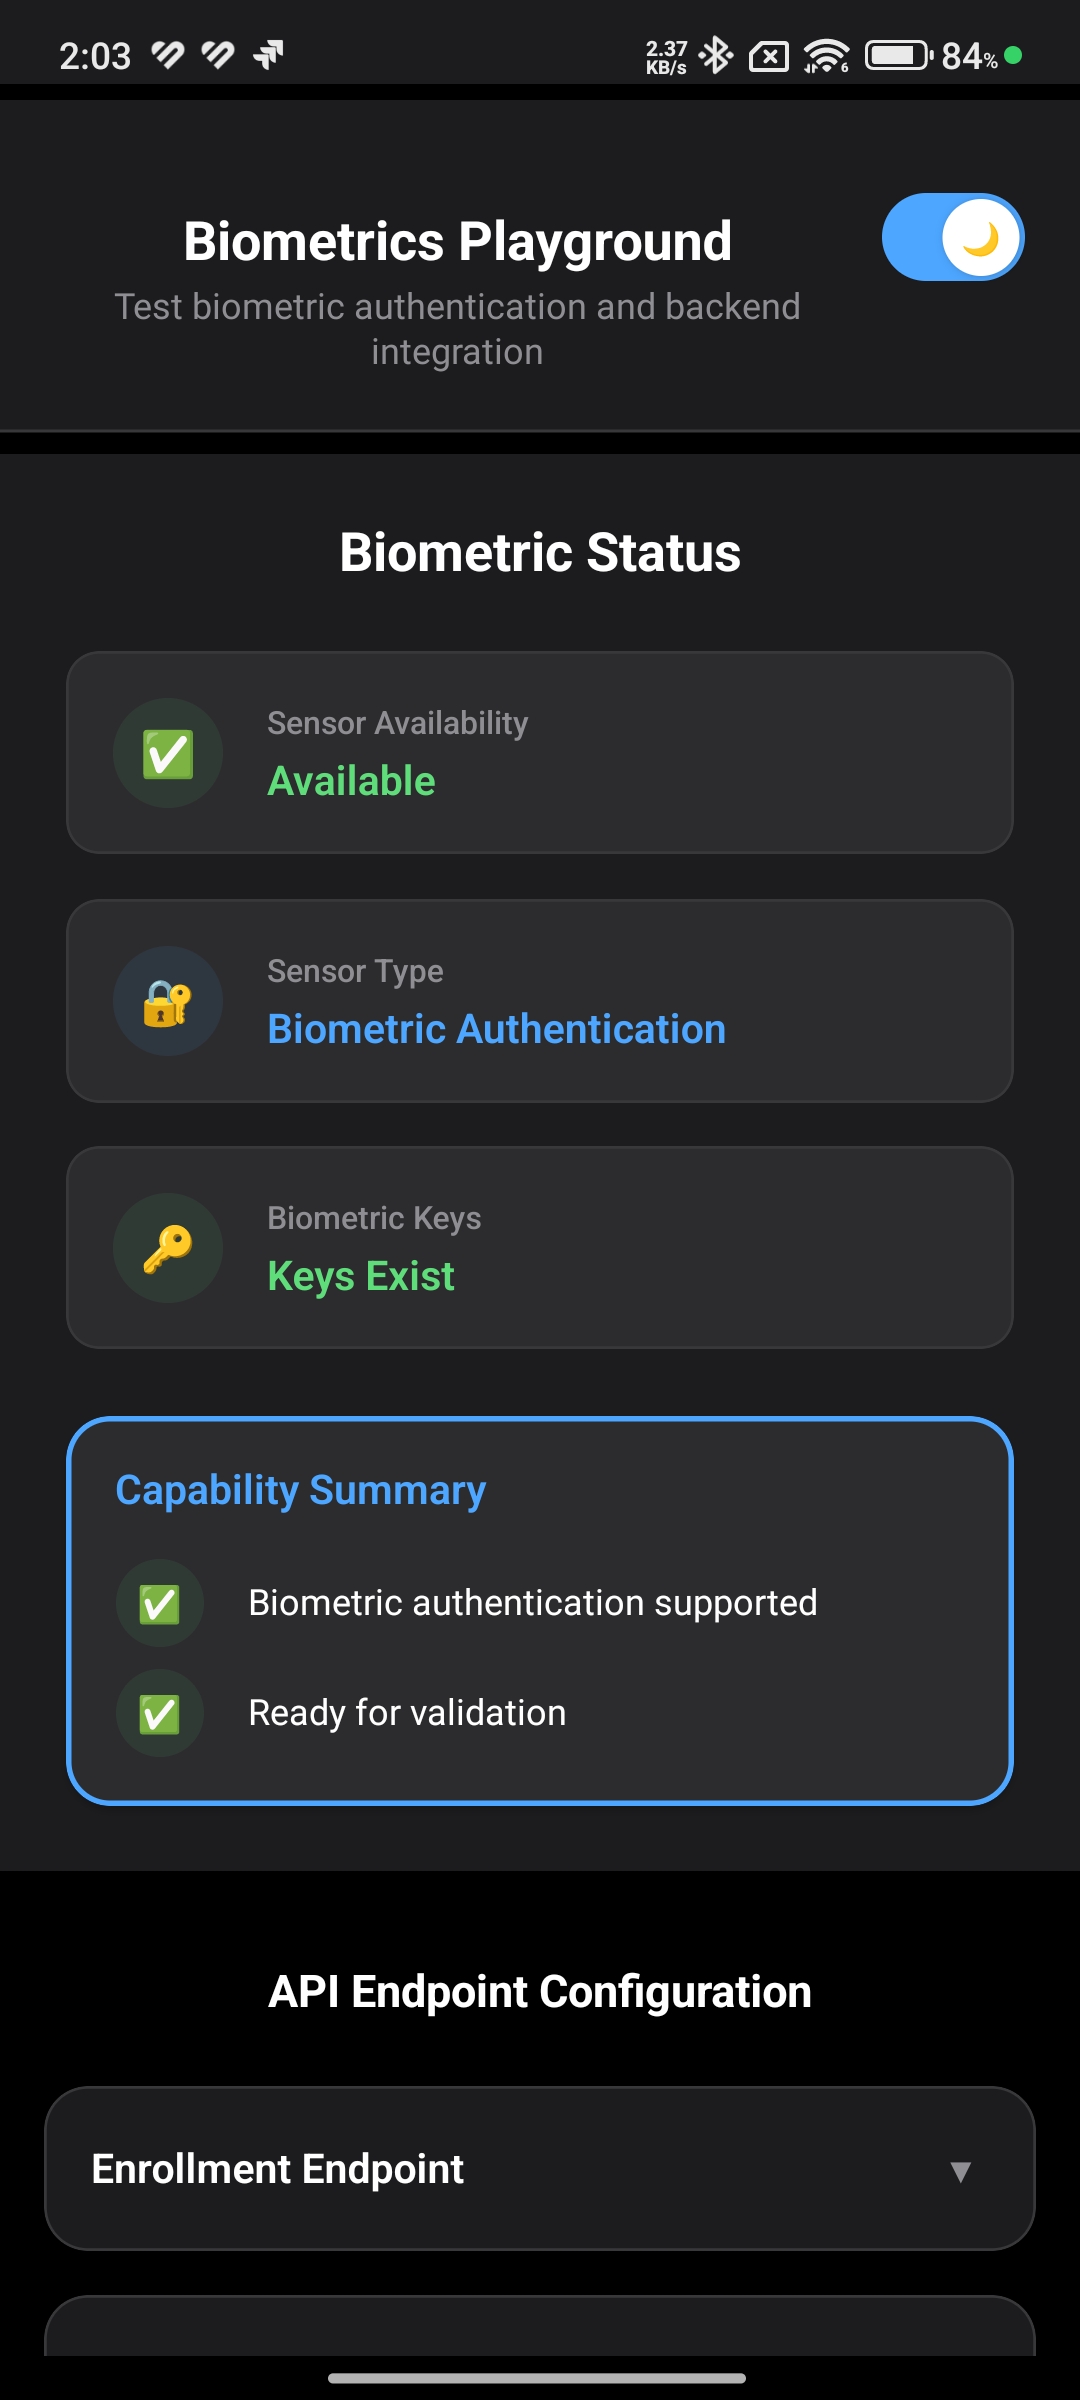 2:03
2.37
KB/s
6
84%
Biometrics Playground
Test biometric authentication and backend
integration
Biometric Status
Sensor Availability
Available
Sensor Type
Biometric Authentication
Biometric Keys
Keys Exist
Capability Summary
Biometric authentication supported
Ready for validation
API Endpoint Configuration
Enrollment Endpoint